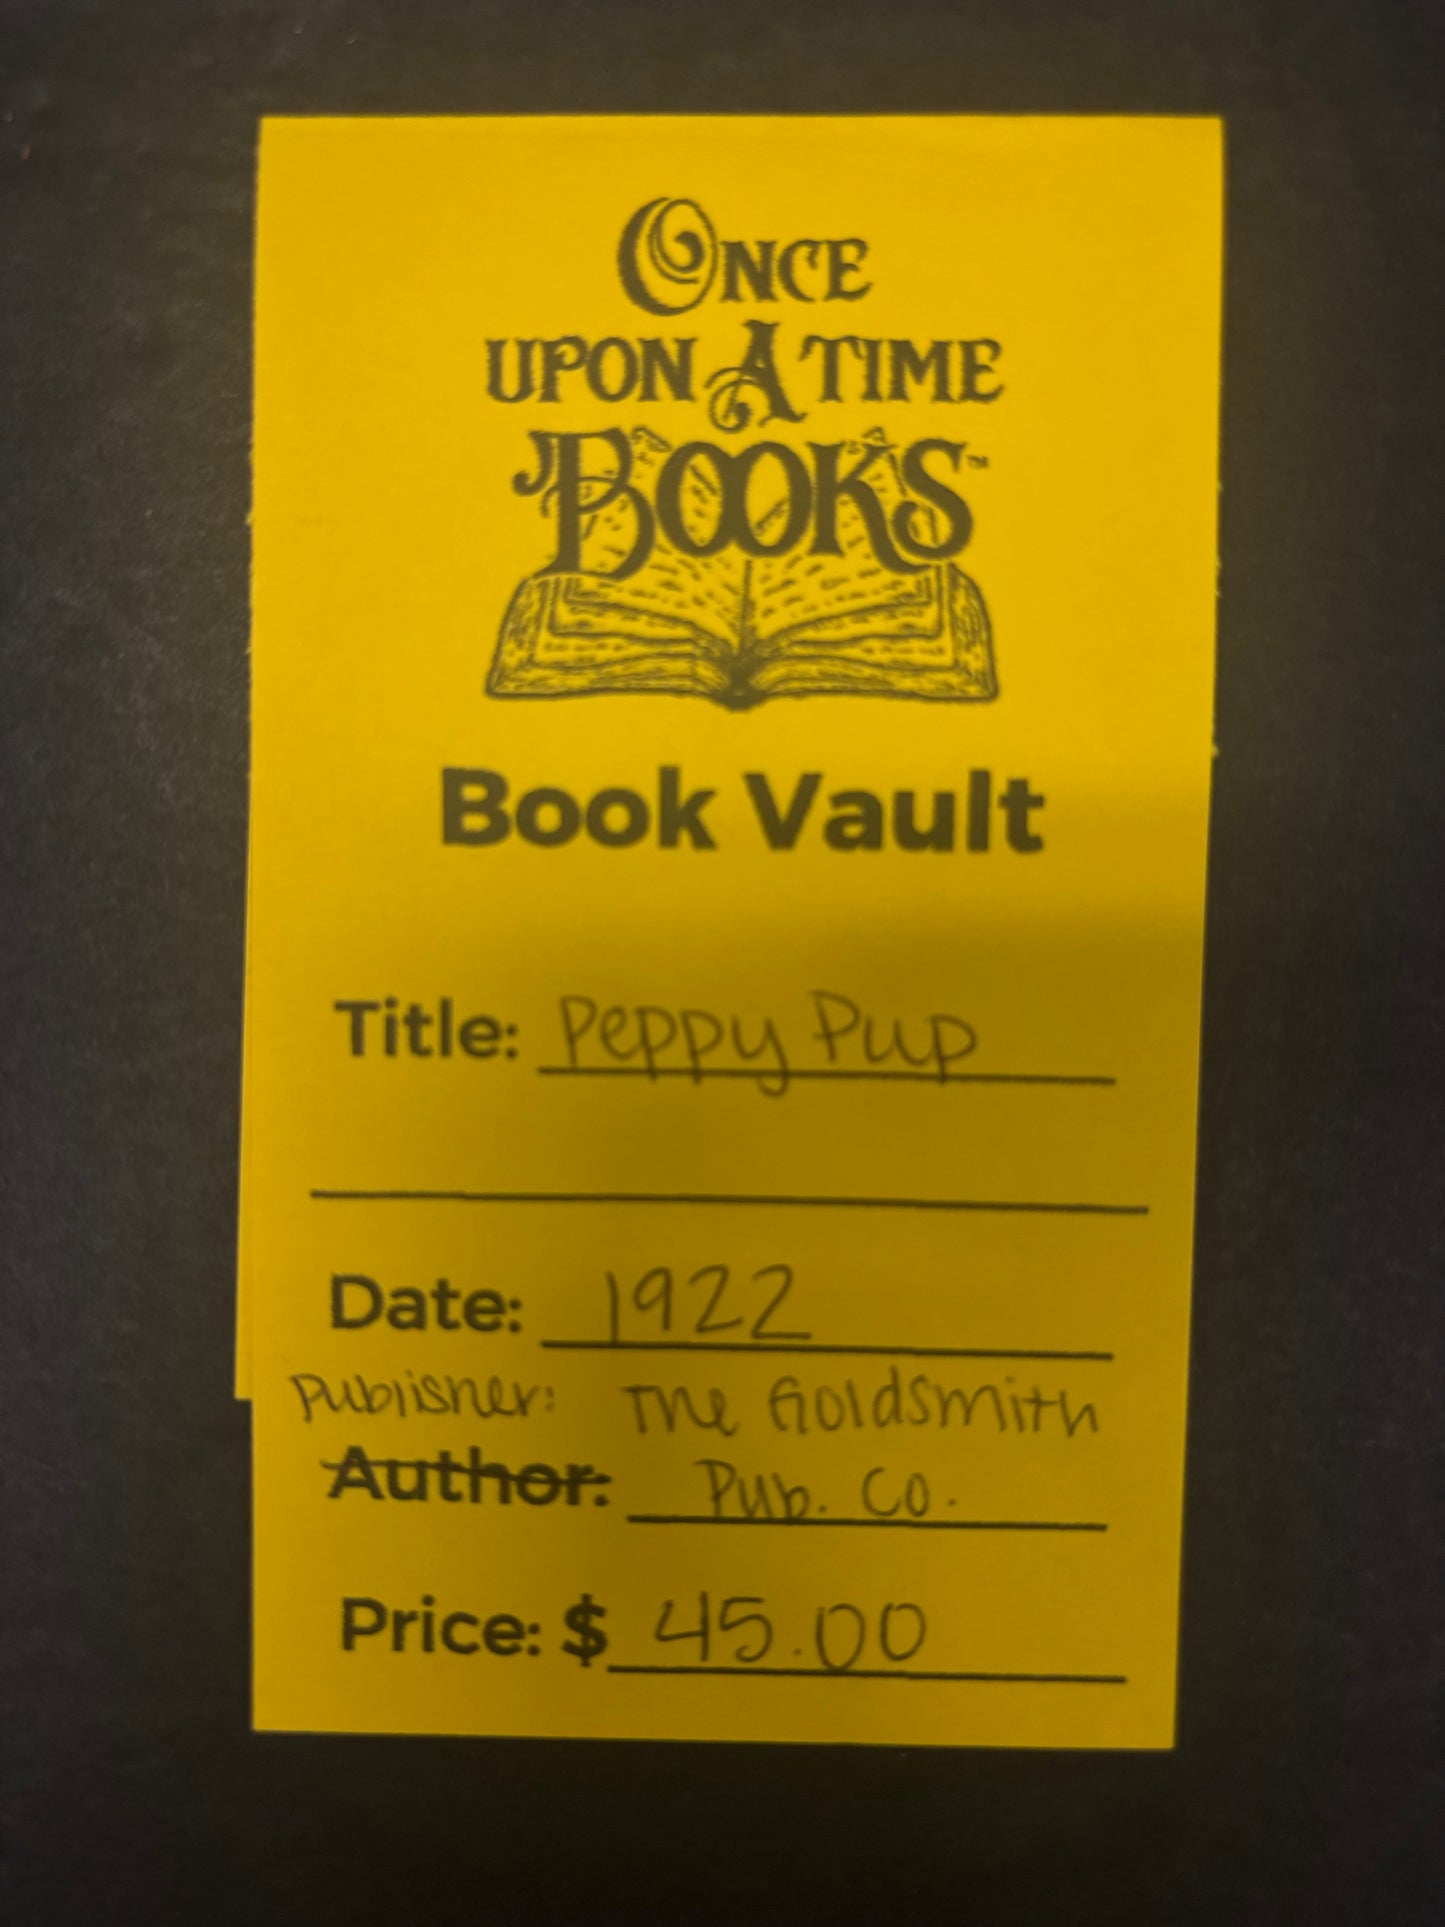 ONCE
UPON A TIME
BOOKS™
Book Vault
Title: Peppy Pup
Date: 1922
Publisher: The Goldsmith
Author: Pub. Co.
Price: $ 45.00